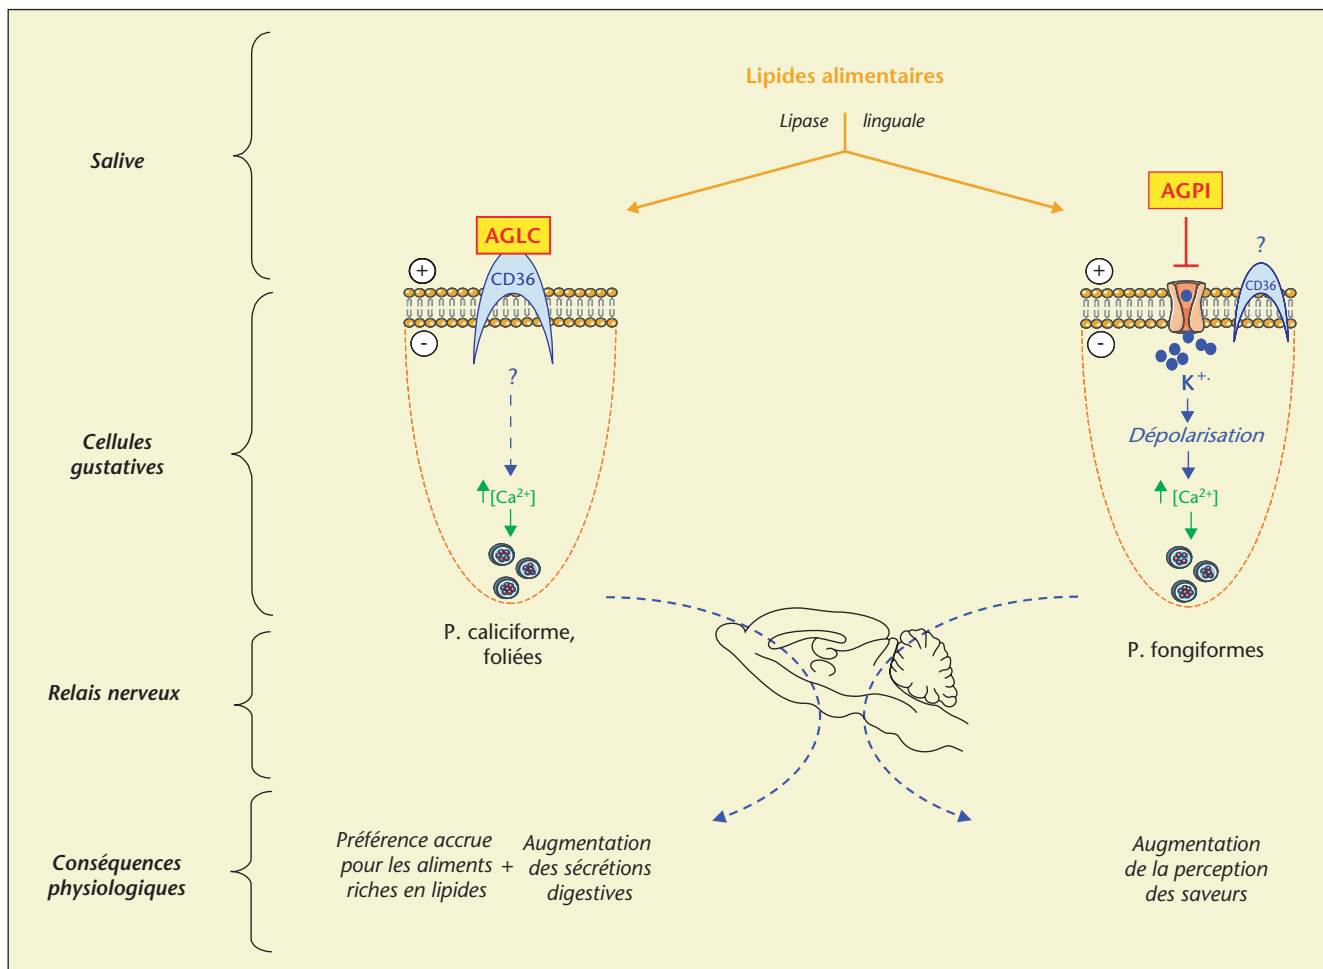 Lipides alimentaires
Lipase linguale
Salive
AGPI
AGLC
?
+
CD36
+
CD36
-
-
?
K+.
Cellules
gustatives
Dépolarisation
[Ca2+]
[Ca2+]
P. caliciforme,
foliées
P. fongiformes
Relais nerveux
Conséquences
physiologiques
Préférence accrue
pour les aliments
riches en lipides
+
Augmentation
des sécrétions
digestives
Augmentation
de la perception
des saveurs